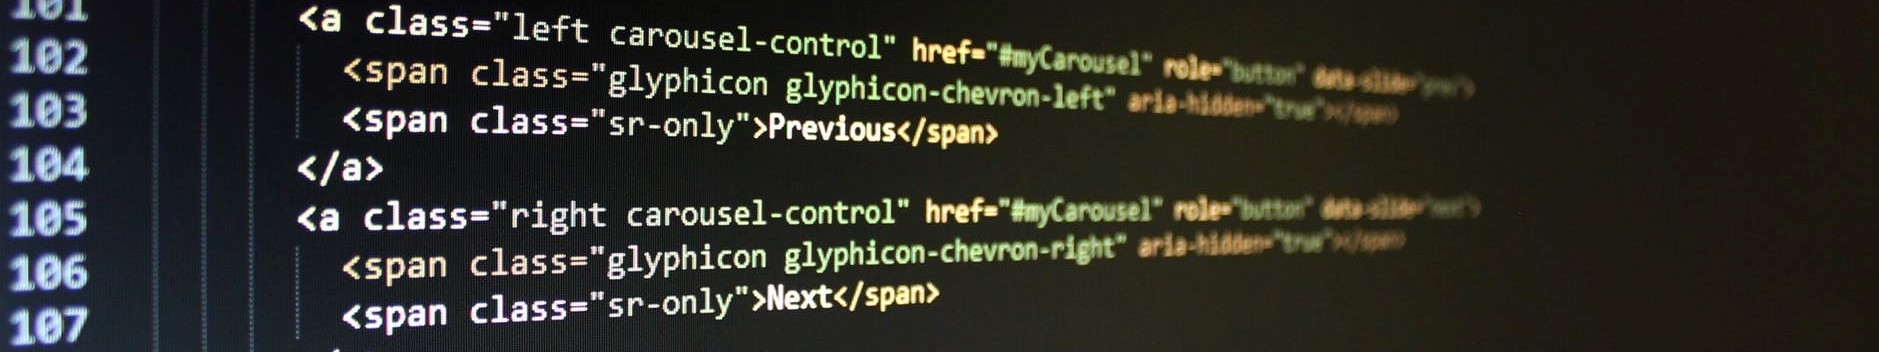 101 <a class="left carousel-control" href="#myCarousel" role="button" data-slide="prev">
102 <span class="glyphicon glyphicon-chevron-left" aria-hidden="true"></span>
103 <span class="sr-only">Previous</span>
104 </a>
105 <a class="right carousel-control" href="#myCarousel" role="button" data-slide="next">
106 <span class="glyphicon glyphicon-chevron-right" aria-hidden="true"></span>
107 <span class="sr-only">Next</span>